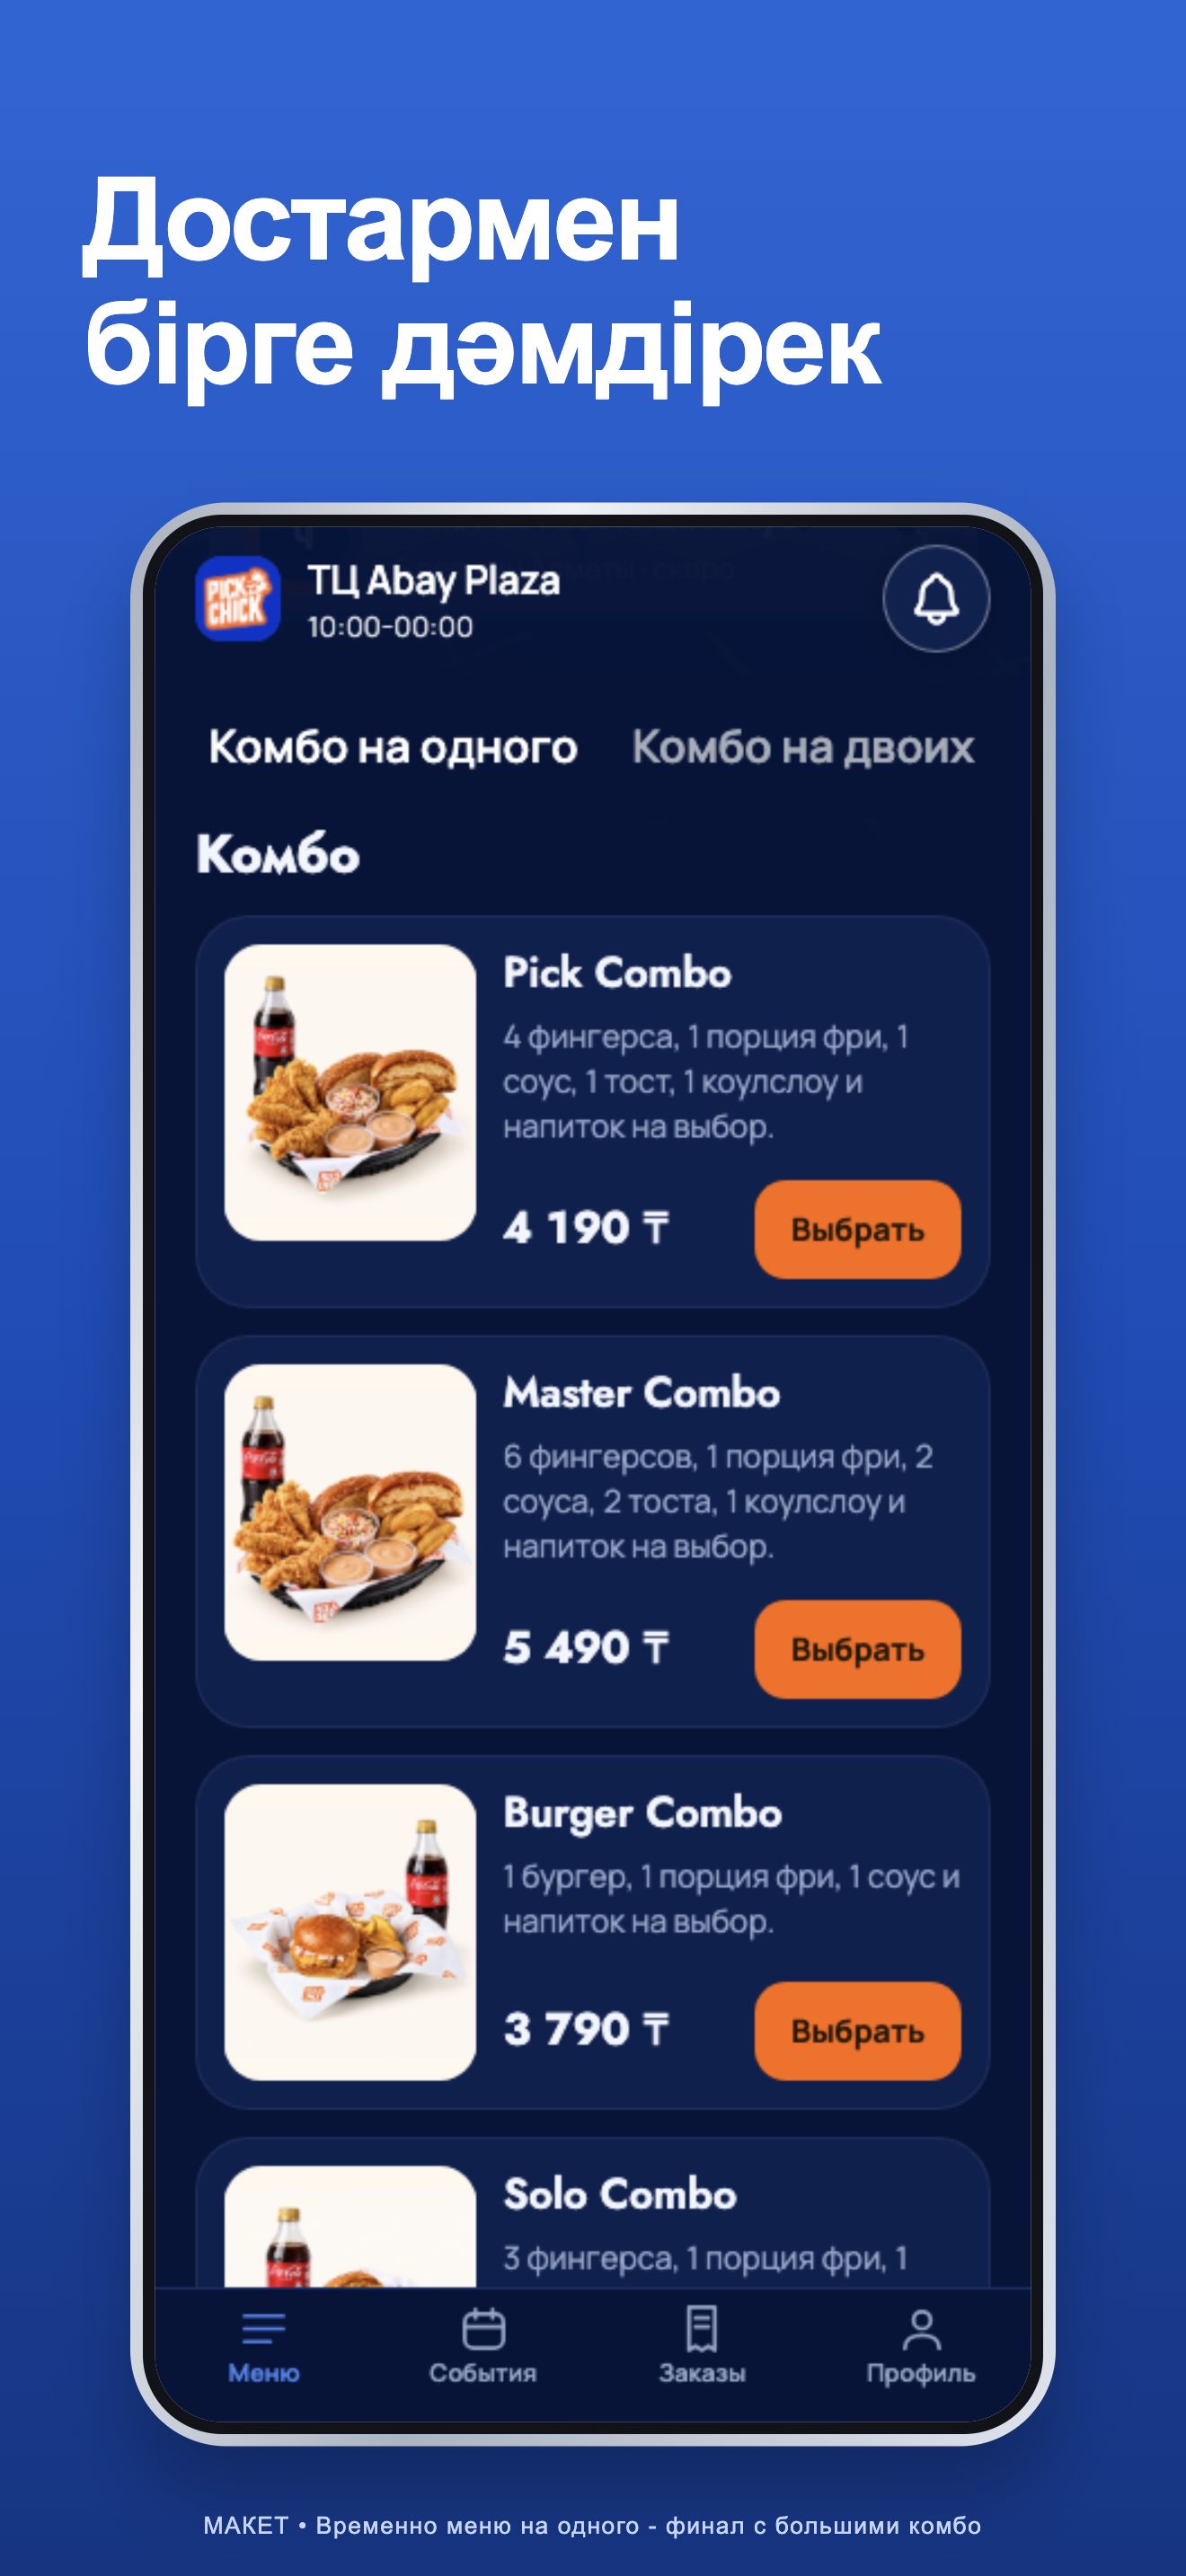 Достармен
бірге дәмдірек
PICK
CHICK
ТЦ Abay Plaza
10:00-00:00
Комбо на одного
Комбо на двоих
Комбо
Pick Combo
4 фингерса, 1 порция фри, 1
соус, 1 тост, 1 коулслоу и
напиток на выбор.
4 190 ₸
Выбрать
Master Combo
6 фингерсов, 1 порция фри, 2
соуса, 2 тоста, 1 коулслоу и
напиток на выбор.
5 490 ₸
Выбрать
Burger Combo
1 бургер, 1 порция фри, 1 соус и
напиток на выбор.
3 790 ₸
Выбрать
Solo Combo
3 фингерса, 1 порция фри, 1
Меню
События
Заказы
Профиль
МАКЕТ • Временно меню на одного - финал с большими комбо